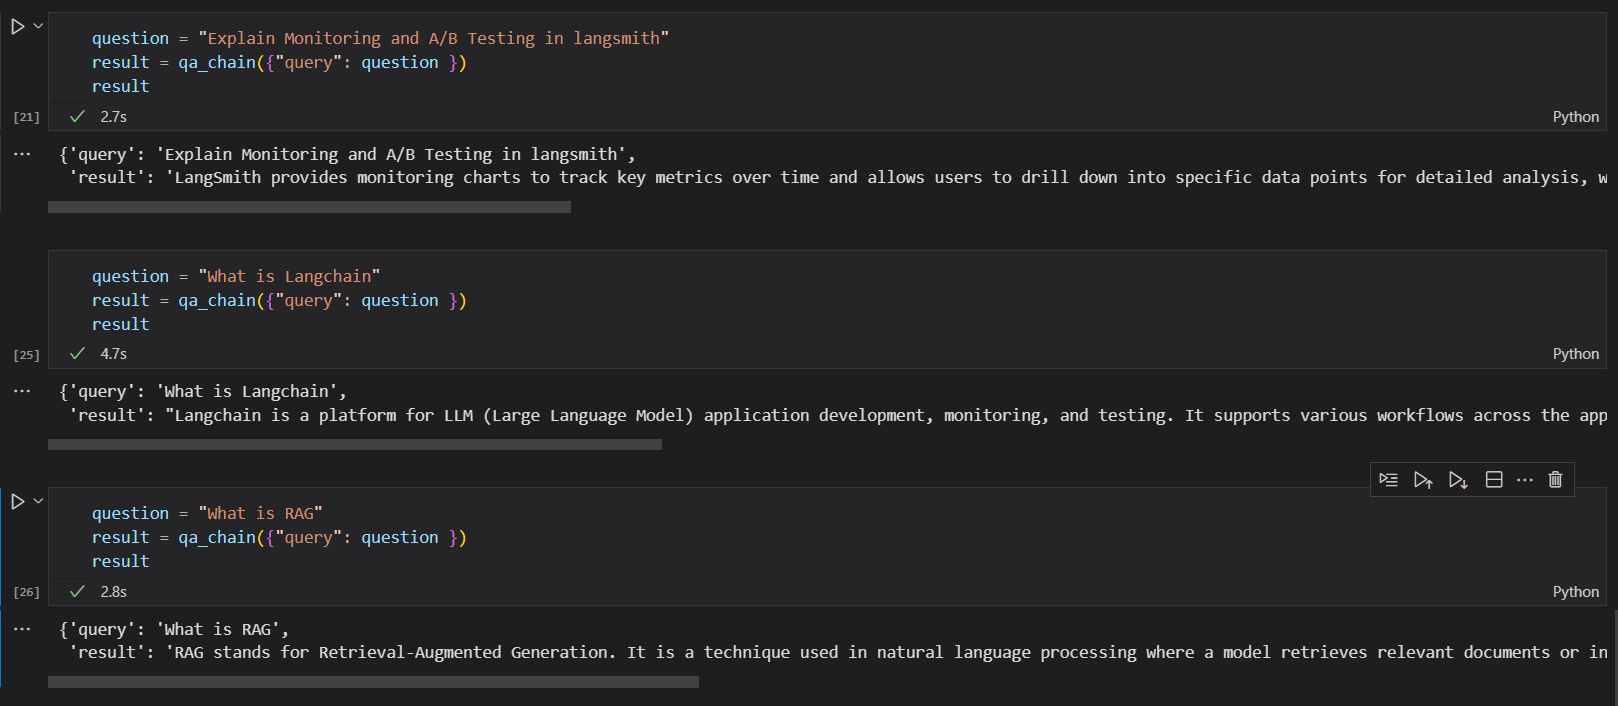 question = "Explain Monitoring and A/B Testing in langsmith"
result = qa_chain({"query": question })
result
[21]
2.7s
Python
{'query': 'Explain Monitoring and A/B Testing in langsmith',
'result': 'LangSmith provides monitoring charts to track key metrics over time and allows users to drill down into specific data points for detailed analysis, w
question = "What is Langchain"
result = qa_chain({"query": question })
result
[25]
4.7s
Python
{'query': 'What is Langchain',
'result': "Langchain is a platform for LLM (Large Language Model) application development, monitoring, and testing. It supports various workflows across the app
question = "What is RAG"
result = qa_chain({"query": question })
result
[26]
2.8s
Python
{'query': 'What is RAG',
'result': 'RAG stands for Retrieval-Augmented Generation. It is a technique used in natural language processing where a model retrieves relevant documents or in